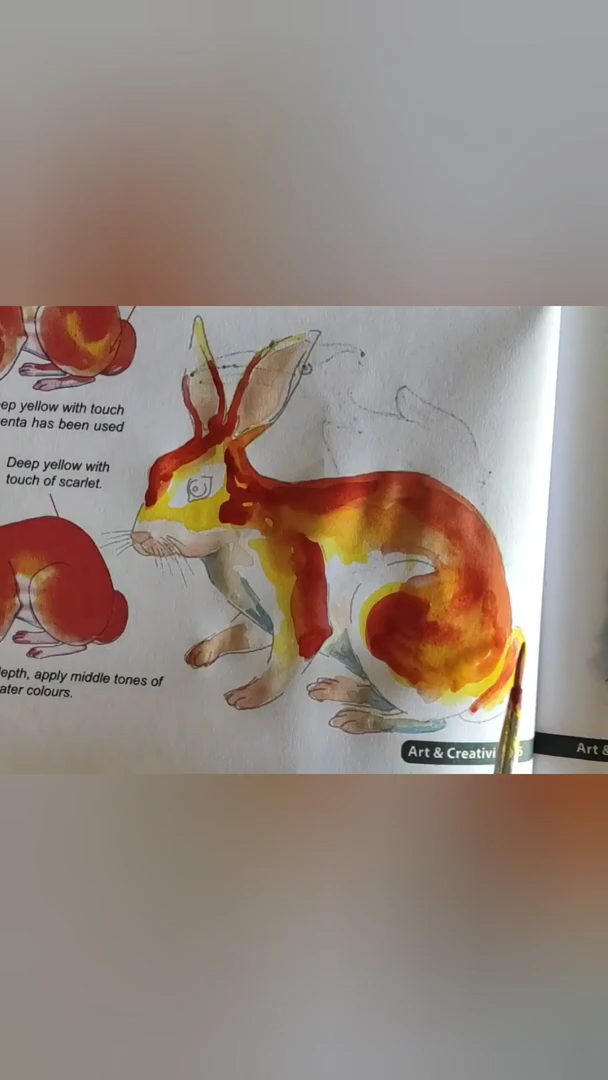 ep yellow with touch
enta has been used
Deep yellow with
touch of scarlet.
depth, apply middle tones of
ater colours.
Art & Creativi
Art &